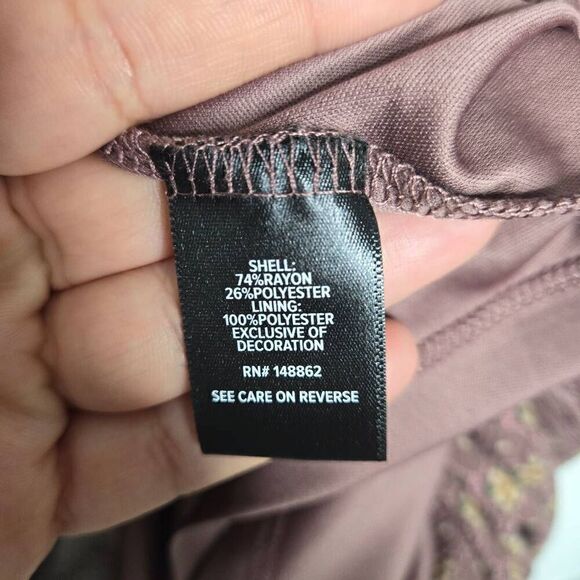 SHELL:
74%RAYON
26%POLYESTER
LINING:
100%POLYESTER
EXCLUSIVE OF
DECORATION
RN# 148862
SEE CARE ON REVERSE